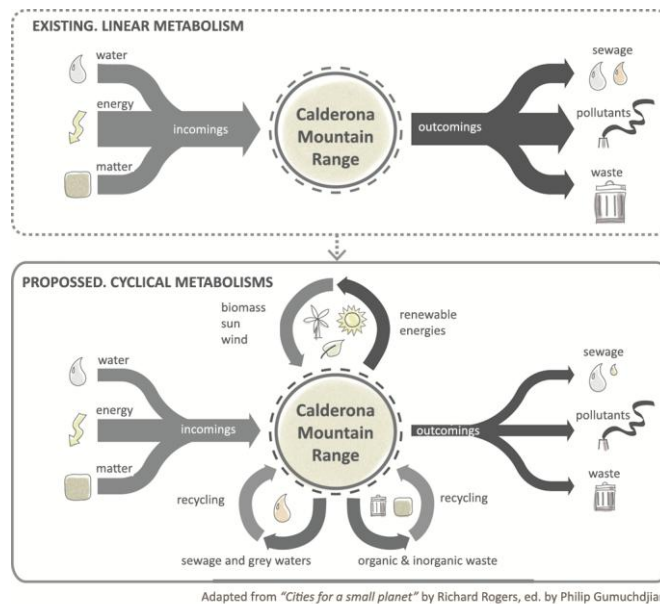 EXISTING. LINEAR METABOLISM
water
energy
matter
incomings
Calderona
Mountain
Range
outcomings
sewage
pollutants
waste
PROPOSSED. CYCLICAL METABOLISMS
biomass
sun
wind
renewable
energies
water
energy
matter
incomings
Calderona
Mountain
Range
outcomings
sewage
pollutants
waste
recycling
recycling
sewage and grey waters
organic & inorganic waste
Adapted from "Cities for a small planet" by Richard Rogers, ed. by Philip Gumuchdjia